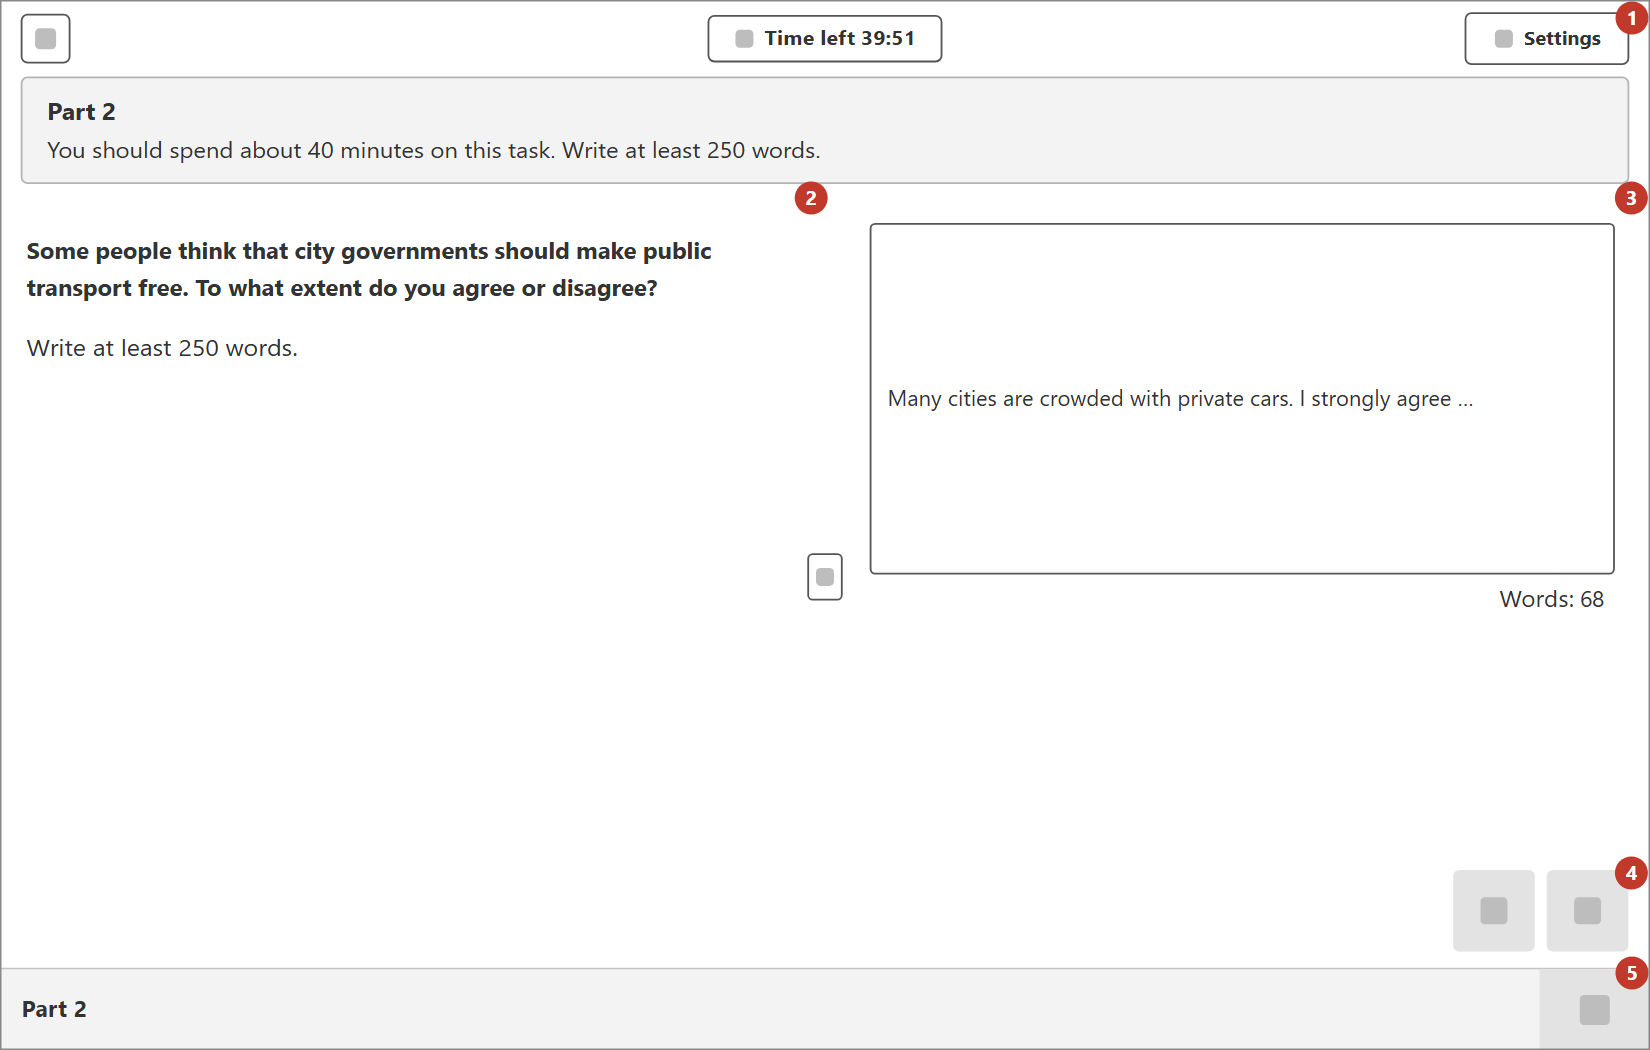 Time left 39:51
Settings
1
Part 2
You should spend about 40 minutes on this task. Write at least 250 words.
2
3
Some people think that city governments should make public
transport free. To what extent do you agree or disagree?
Write at least 250 words.
Many cities are crowded with private cars. I strongly agree ...
Words: 68
4
5
Part 2